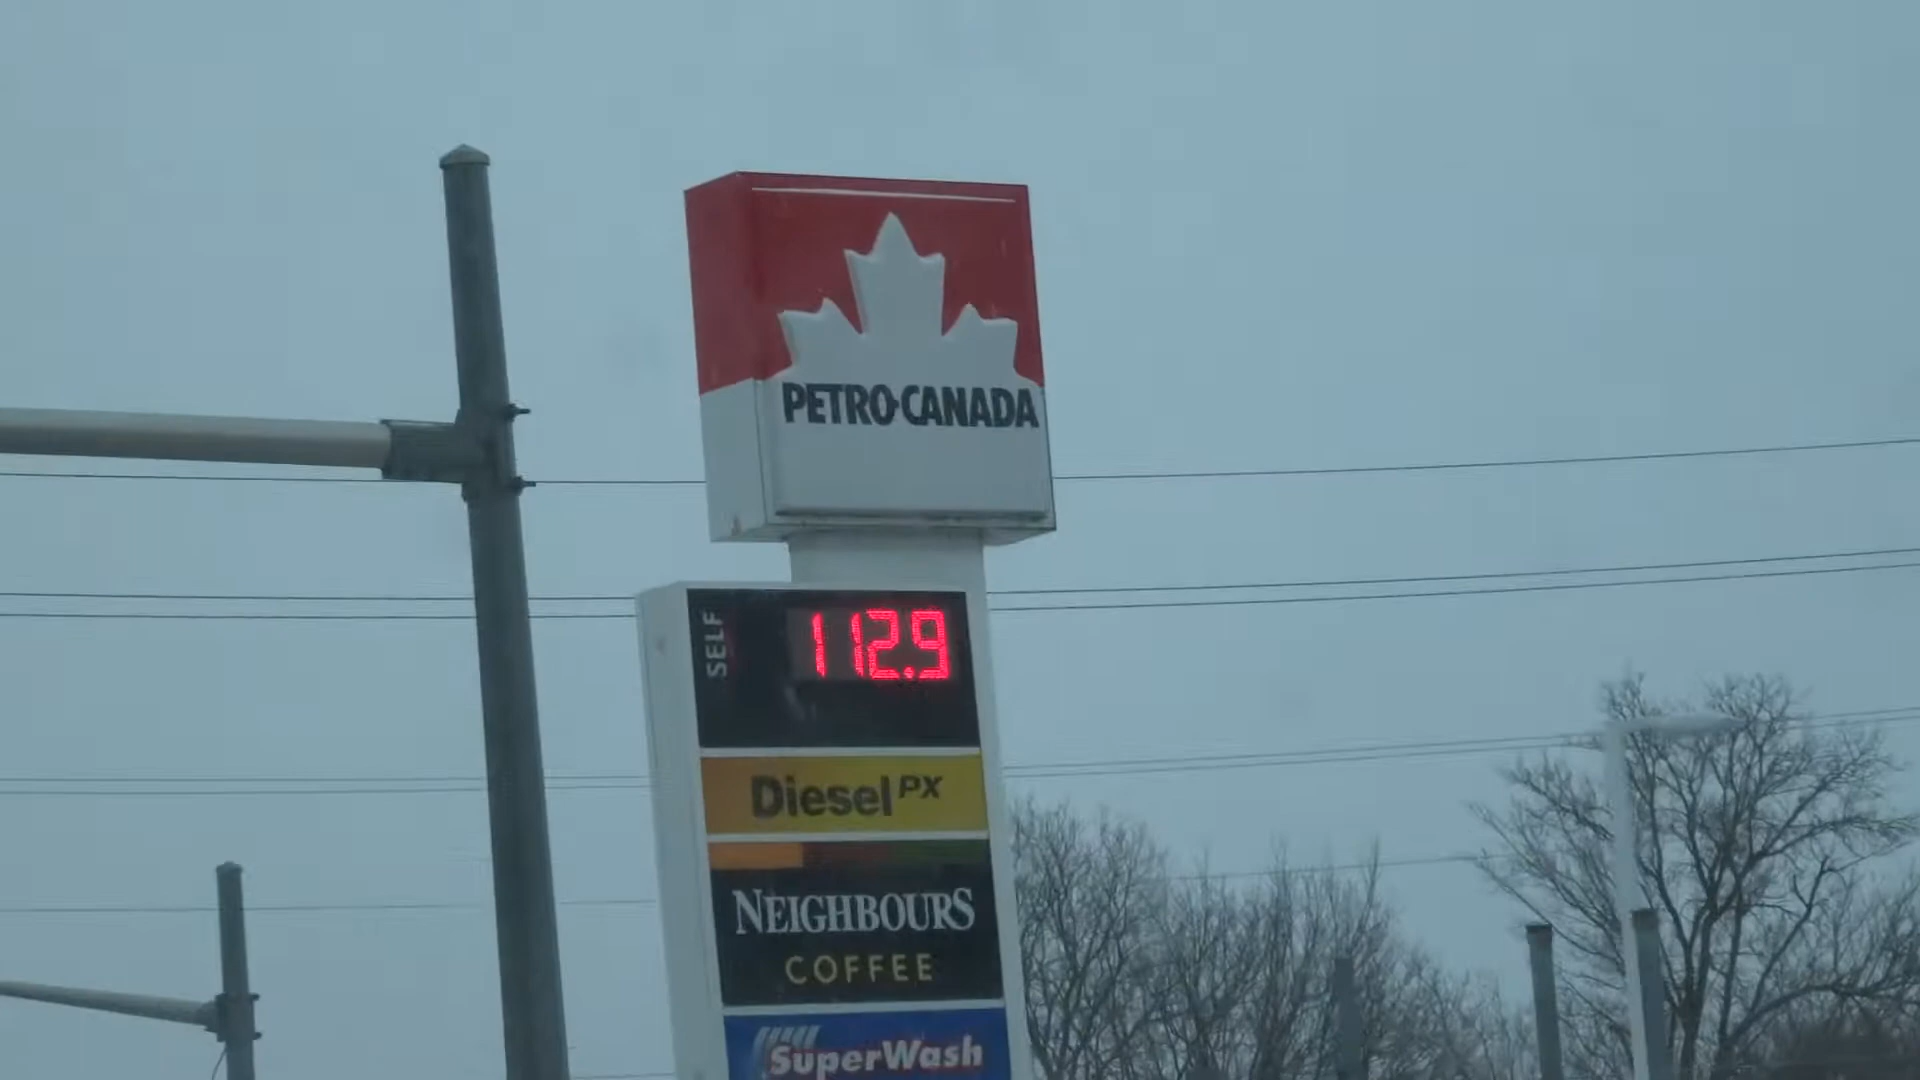 PETRO-CANADA
SELF
112.9
Diesel PX
NEIGHBOURS
COFFEE
SuperWash